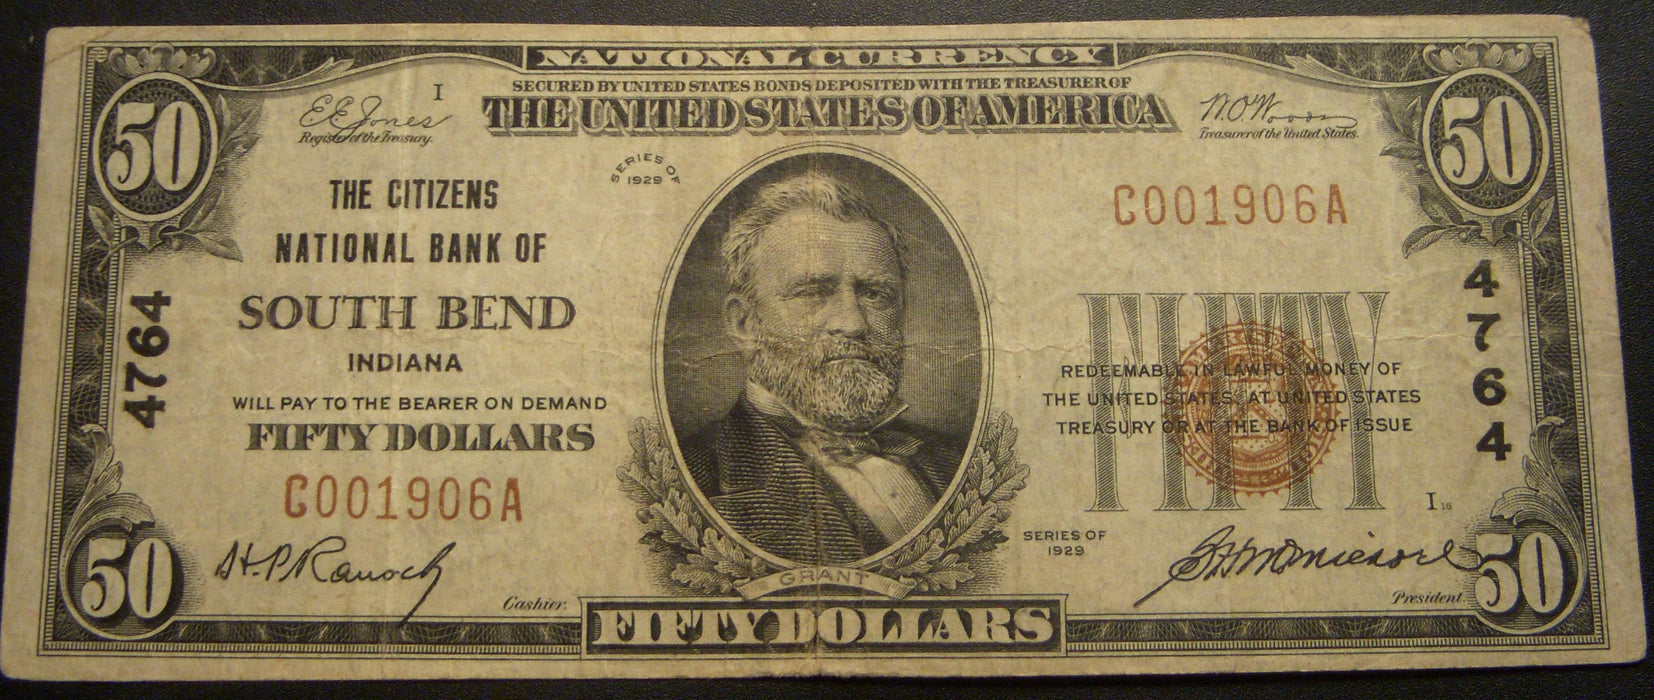 NATIONAL CURRENCY
SECURED BY UNITED STATES BONDS DEPOSITED WITH THE TREASURER OF
THE UNITED STATES OF AMERICA
50
50
E E Jones
I
Register of the Treasury.
W.O. Woods
Treasurer of the United States.
SERIES OF
1929
THE CITIZENS
NATIONAL BANK OF
SOUTH BEND
INDIANA
WILL PAY TO THE BEARER ON DEMAND
FIFTY DOLLARS
C001906A
4764
C001906A
4764
FIFTY
REDEEMABLE IN LAWFUL MONEY OF
THE UNITED STATES, AT UNITED STATES
TREASURY OR AT THE BANK OF ISSUE
I 16
SERIES OF
1929
Cashier.
President.
GRANT
50
FIFTY DOLLARS
50